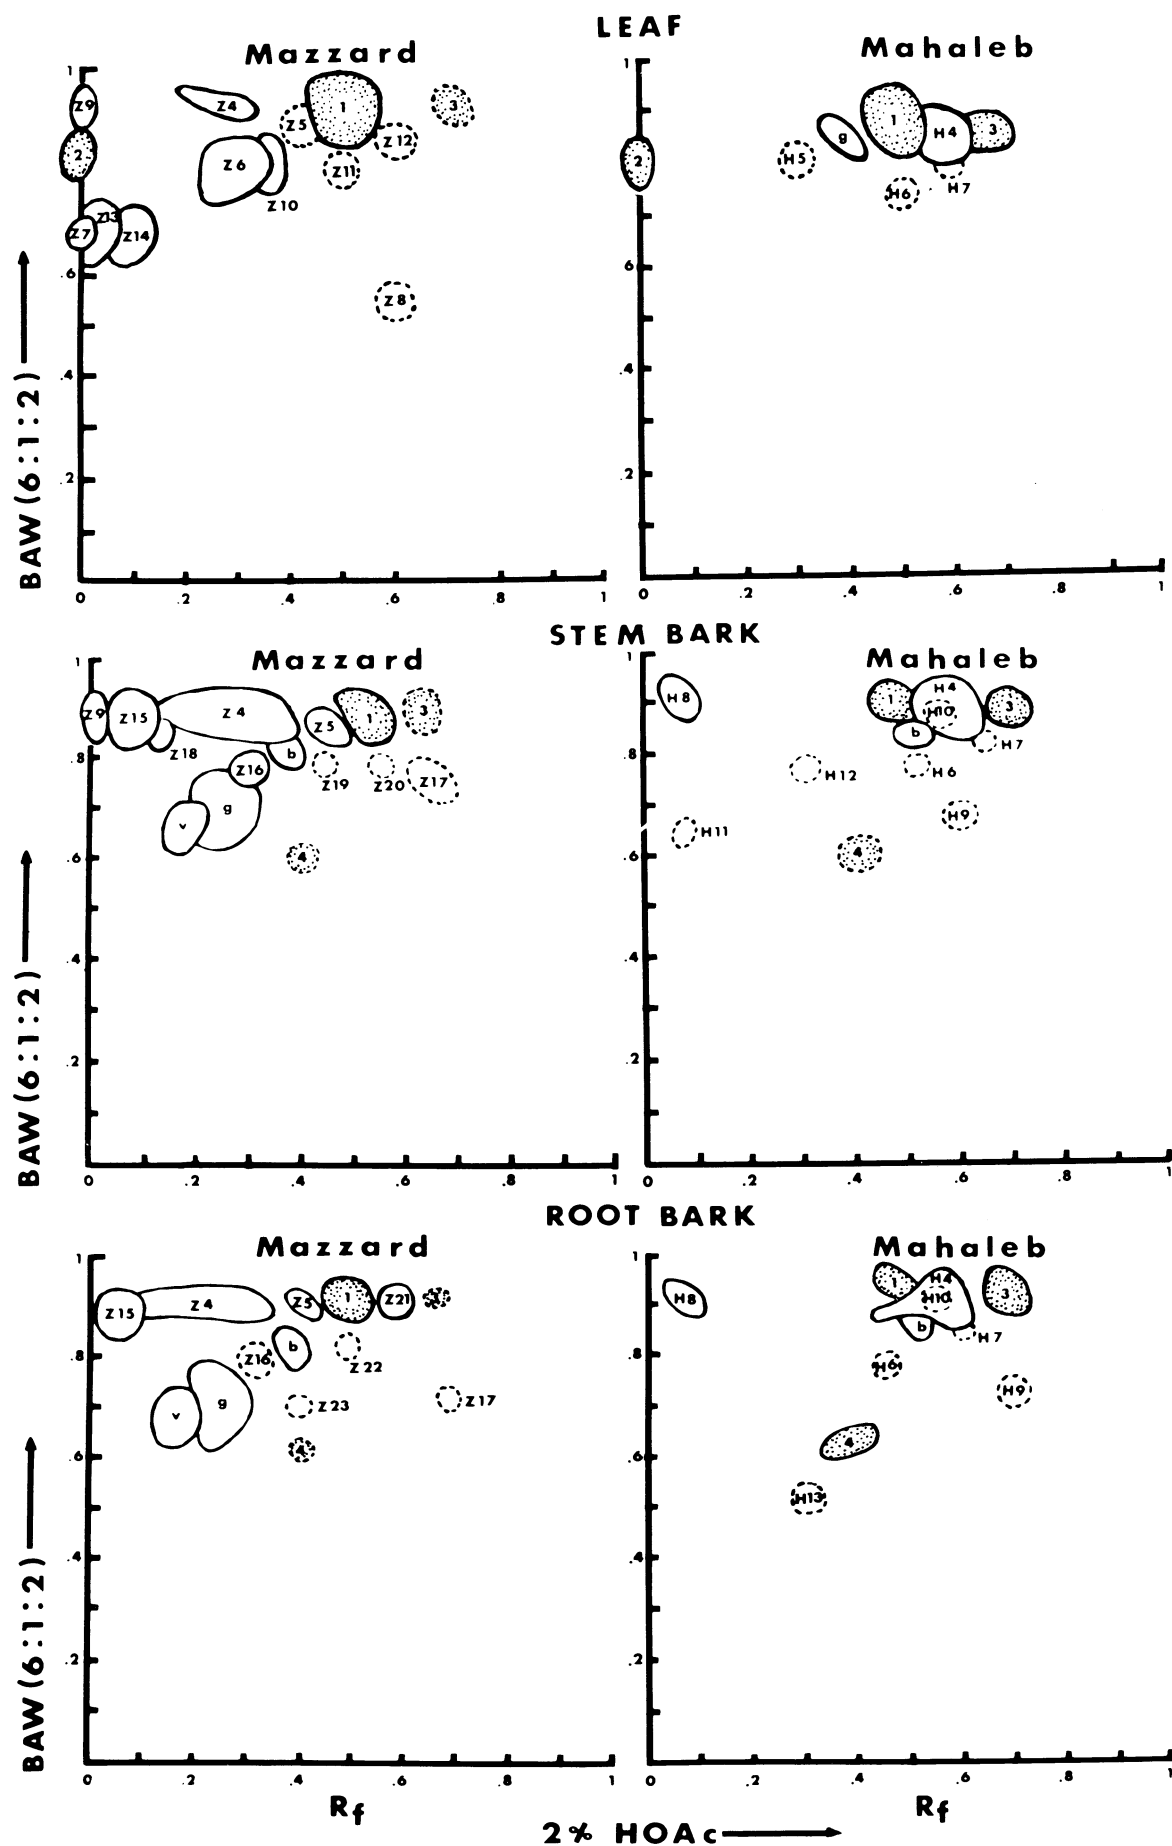 LEAF
Mazzard
Mahaleb
1
Z9
Z4
1
3
Z5
Z12
2
Z6
Z11
Z10
Z13
Z7
Z14
.6
Z8
.4
.2
0
.2
.4
.6
.8
1
BAW (6:1:2)
1
1
g
H4
3
2
H5
H6
H7
6
.4
.2
0
.2
.4
.6
.8
1
STEM BARK
Mazzard
Mahaleb
1
Z9
Z15
Z4
Z5
1
3
Z18
b
.8
Z16
Z19
Z20
Z17
g
v
.6
4
.4
.2
0
.2
.4
.6
.8
1
BAW (6:1:2)
1
H8
1
H4
H10
3
b
H7
.8
H12
H6
H11
H9
.6
4
.4
.2
0
.2
.4
.6
.8
1
ROOT BARK
Mazzard
Mahaleb
1
Z15
Z4
Z5
1
Z21
3
.8
Z16
b
Z22
v
g
Z23
Z17
.6
4
.4
.2
0
.2
.4
.6
.8
1
BAW (6:1:2)
1
H8
1
H4
H10
3
b
H7
.8
H6
H9
.6
4
H13
.4
.2
0
.2
.4
.6
.8
1
Rf
Rf
2% HOAc